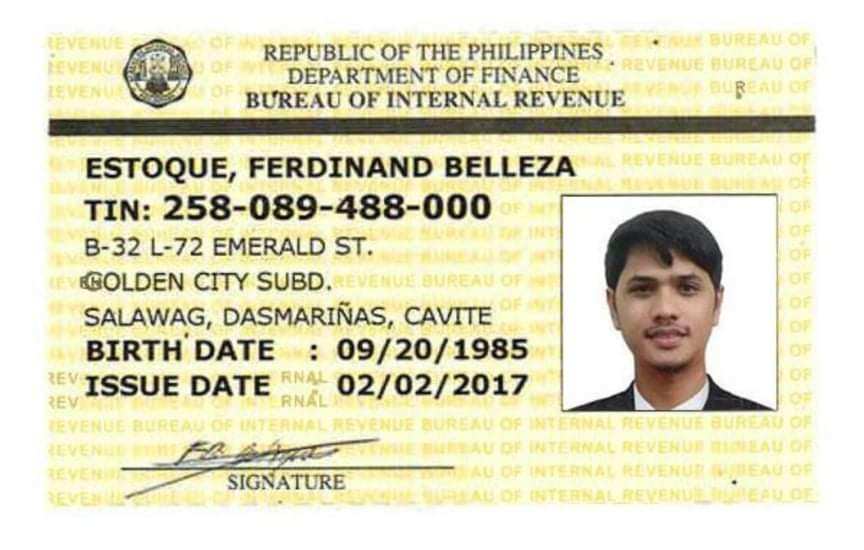 REPUBLIC OF THE PHILIPPINES
DEPARTMENT OF FINANCE
BUREAU OF INTERNAL REVENUE
ESTOQUE, FERDINAND BELLEZA
TIN: 258-089-488-000
B-32 L-72 EMERALD ST.
GOLDEN CITY SUBD.
SALAWAG, DASMARIÑAS, CAVITE
BIRTH DATE : 09/20/1985
ISSUE DATE 02/02/2017
SIGNATURE